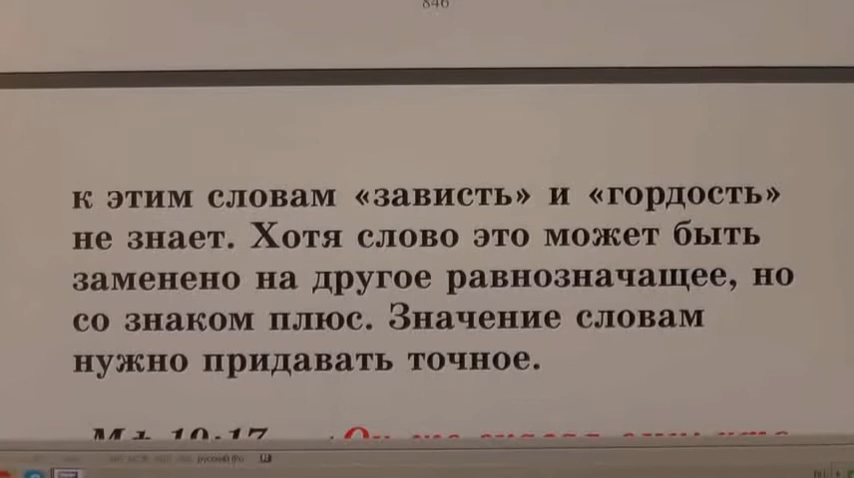 846
к этим словам «зависть» и «гордость»
не знает. Хотя слово это может быть
заменено на другое равнозначащее, но
со знаком плюс. Значение словам
нужно придавать точное.